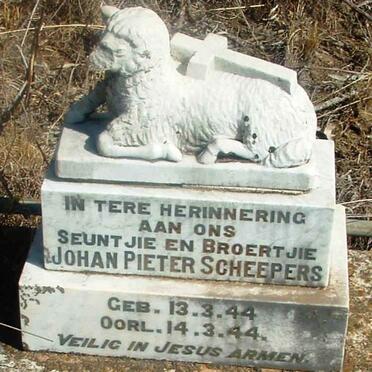 IN TERE HERINNERING
AAN ONS
SEUNTJIE EN BROERTJIE
JOHAN PIETER SCHEEPERS
GEB. 13.3.44
OORL. 14.3.44.
VEILIG IN JESUS ARMEN.